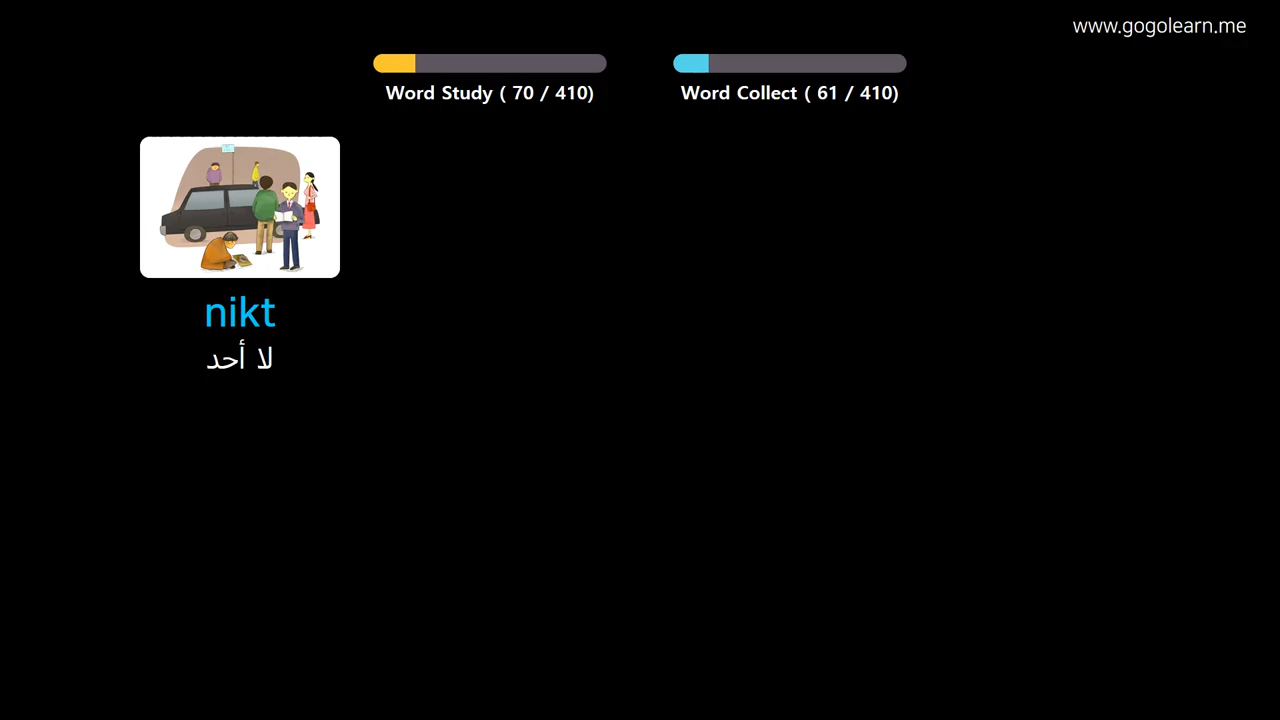 www.gogolearn.me
Word Study ( 70 / 410)
Word Collect ( 61 / 410)
nikt
لا أحد